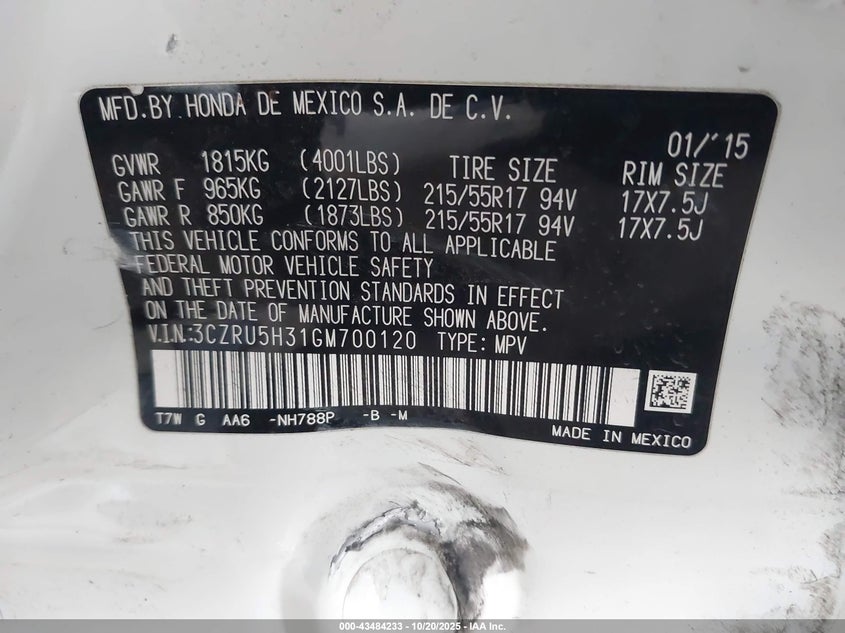 MFD.BY HONDA DE MEXICO S.A. DE C.V.
01/'15
GVWR 1815KG (4001LBS) TIRE SIZE RIM SIZE
GAWR F 965KG (2127LBS) 215/55R17 94V 17X7.5J
GAWR R 850KG (1873LBS) 215/55R17 94V 17X7.5J
THIS VEHICLE CONFORMS TO ALL APPLICABLE
FEDERAL MOTOR VEHICLE SAFETY
AND THEFT PREVENTION STANDARDS IN EFFECT
ON THE DATE OF MANUFACTURE SHOWN ABOVE.
V.I.N.:3CZRU5H31GM700120 TYPE: MPV
T7W G AA6 -NH788P -B -M
MADE IN MEXICO
000-43484233 - 10/20/2025 - IAA Inc.